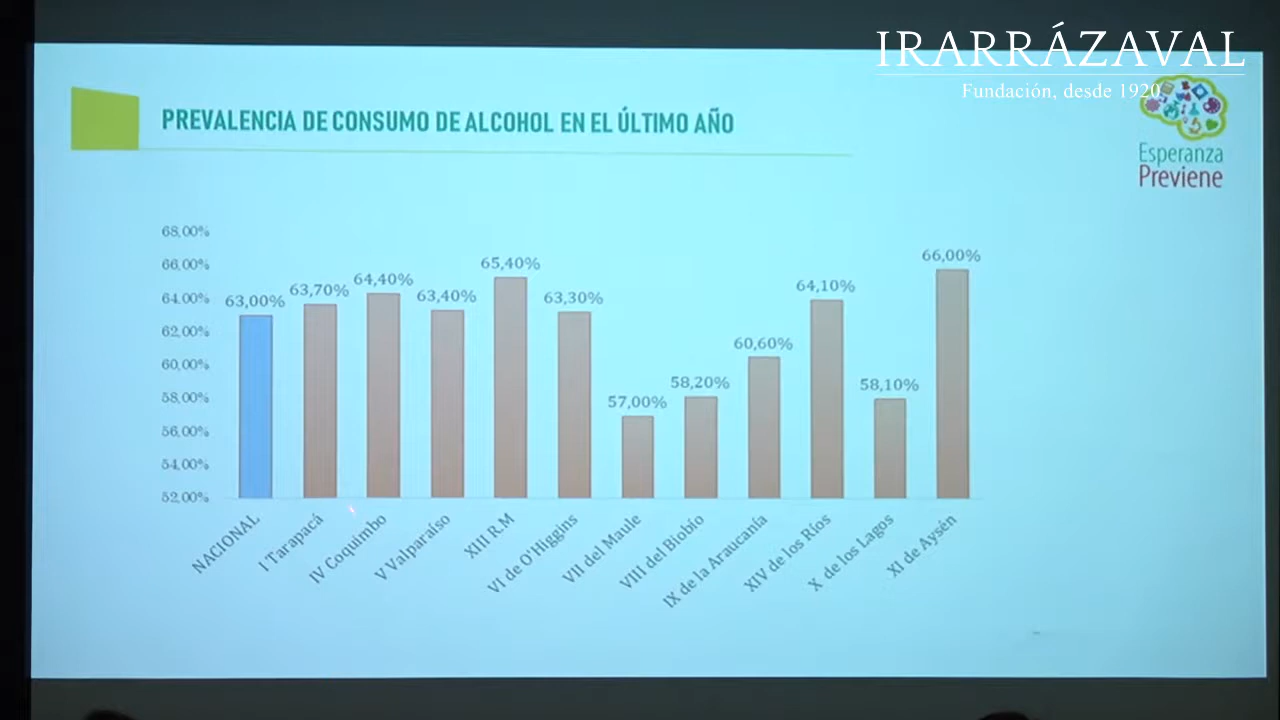 IRARRÁZAVAL
Fundación, desde 1920
PREVALENCIA DE CONSUMO DE ALCOHOL EN EL ÚLTIMO AÑO
Esperanza
Previene
68,00%
66,00%
64,00%
62,00%
60,00%
58,00%
56,00%
54,00%
52,00%
63,00%
63,70%
64,40%
63,40%
65,40%
63,30%
57,00%
58,20%
60,60%
64,10%
58,10%
66,00%
NACIONAL
I Tarapacá
IV Coquimbo
V Valparaíso
XIII R.M
VI de O'Higgins
VII del Maule
VIII del Biobío
IX de la Araucanía
XIV de los Ríos
X de los Lagos
XI de Aysén